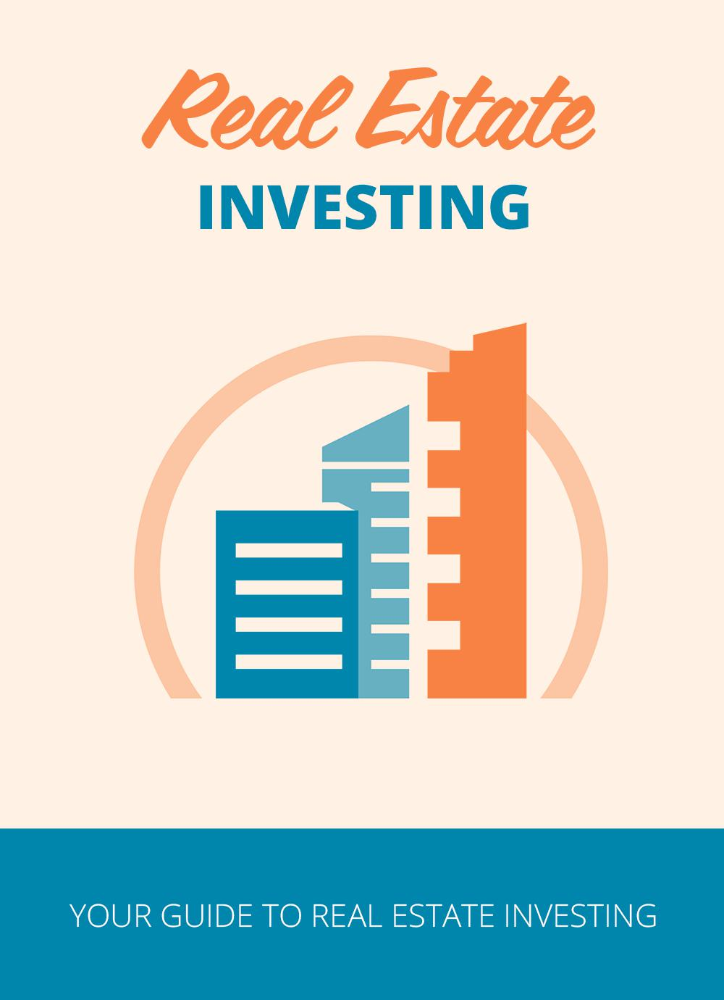 Real Estate
INVESTING
YOUR GUIDE TO REAL ESTATE INVESTING